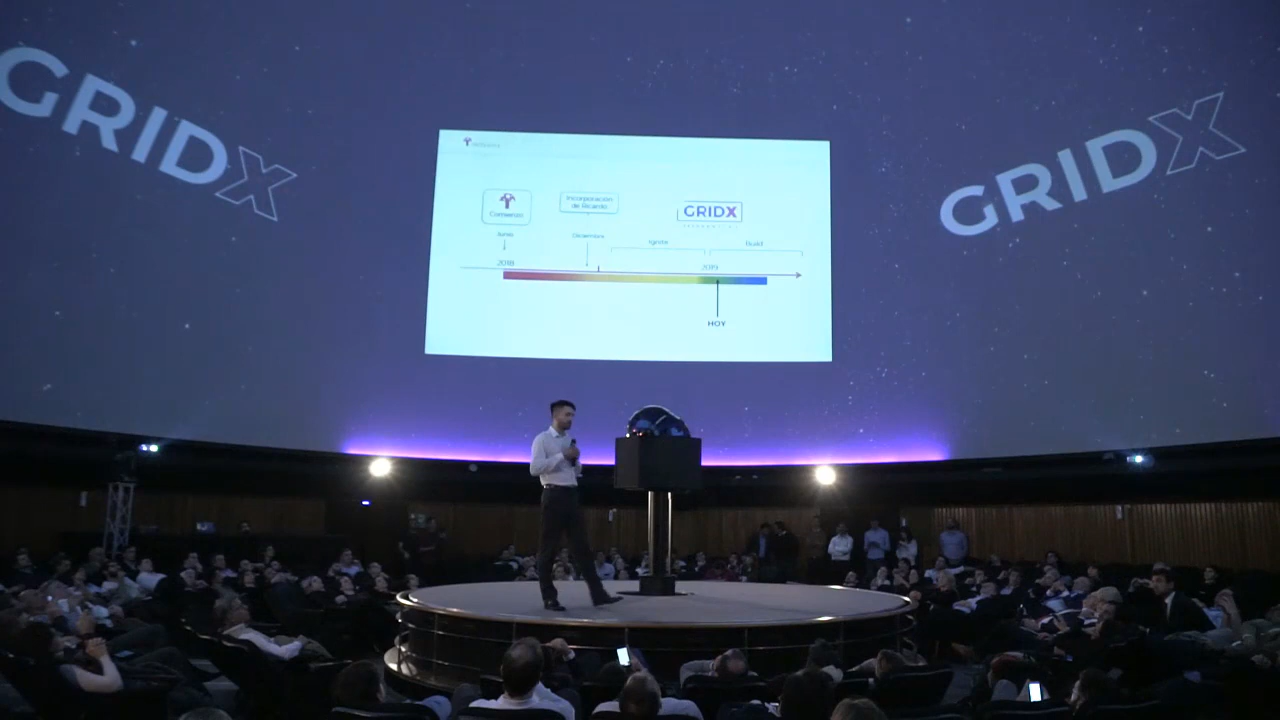 GRIDX
GRIDX
Comienzo
Incorporación
de Ricardo
GRIDX
Junio
Diciembre
Ignite
build
2018
2019
HOY